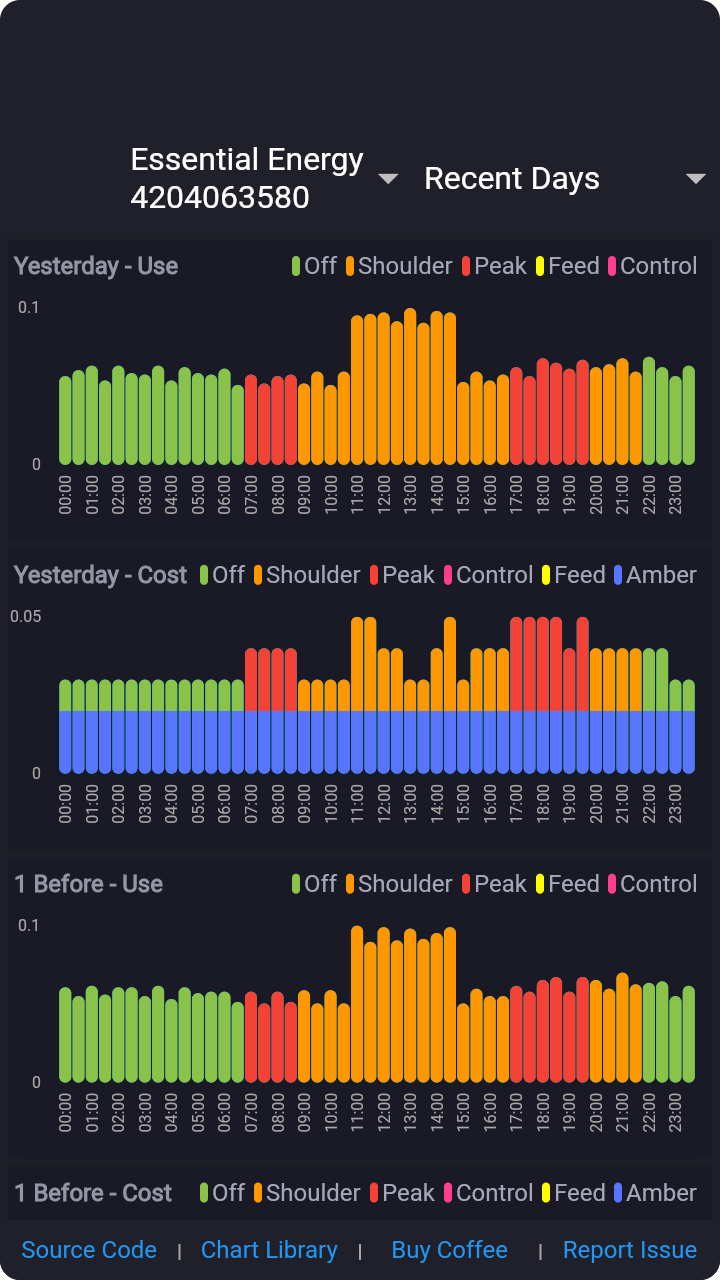 Essential Energy
4204063580
Recent Days
Yesterday - Use
Off Shoulder Peak Feed Control
0.1
0
00:00 01:00 02:00 03:00 04:00 05:00 06:00 07:00 08:00 09:00 10:00 11:00 12:00 13:00 14:00 15:00 16:00 17:00 18:00 19:00 20:00 21:00 22:00 23:00
Yesterday - Cost
Off Shoulder Peak Control Feed Amber
0.05
0
00:00 01:00 02:00 03:00 04:00 05:00 06:00 07:00 08:00 09:00 10:00 11:00 12:00 13:00 14:00 15:00 16:00 17:00 18:00 19:00 20:00 21:00 22:00 23:00
1 Before - Use
Off Shoulder Peak Feed Control
0.1
0
00:00 01:00 02:00 03:00 04:00 05:00 06:00 07:00 08:00 09:00 10:00 11:00 12:00 13:00 14:00 15:00 16:00 17:00 18:00 19:00 20:00 21:00 22:00 23:00
1 Before - Cost
Off Shoulder Peak Control Feed Amber
Source Code | Chart Library | Buy Coffee | Report Issue